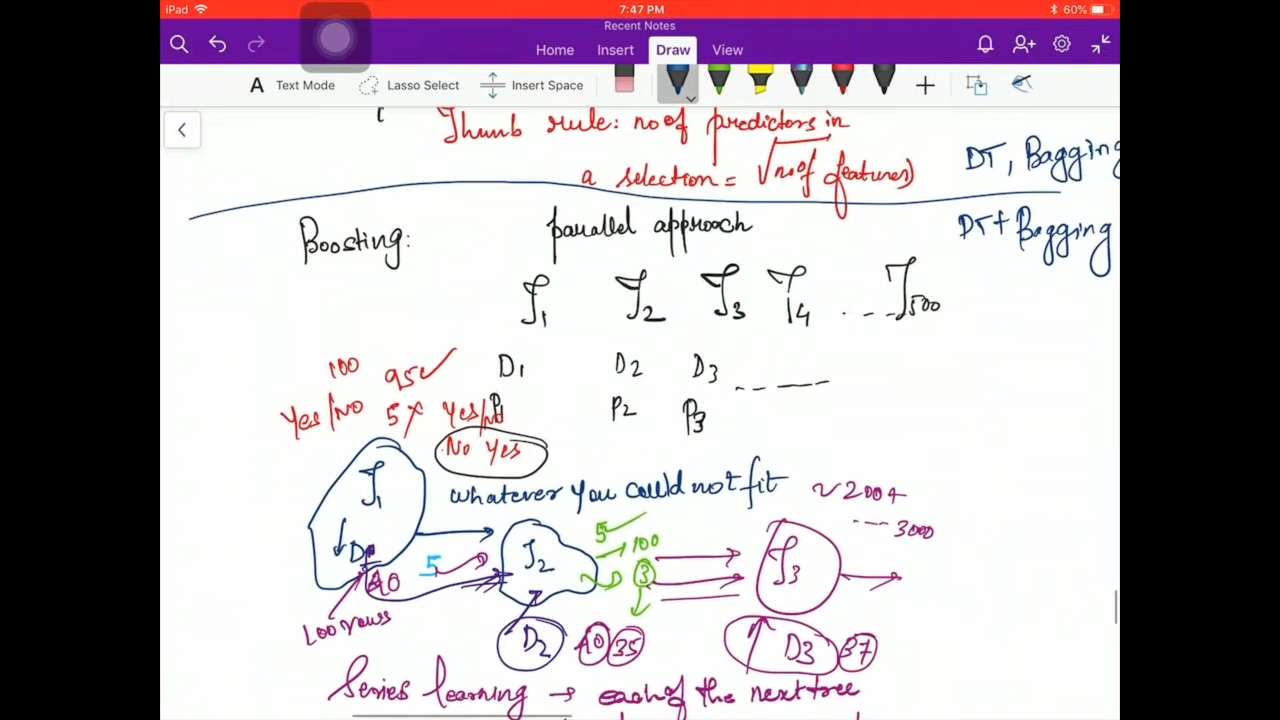 iPad 7:47 PM 60%
Recent Notes
Home Insert Draw View
A Text Mode Lasso Select Insert Space
Thumb rule: no of predictors in
a selection = √no of features)
DT, Bagging
DT+ Bagging
Boosting: parallel approach
T1 T2 T3 T4 ... T500
100 95✓ D1 D2 D3 -----
Yes/No 5× Yes/No P1 P2 P3
No Yes
T1 whatever you could not fit ~200+
--- 3000
5 ✓
D1 5 T2 100 T3
40 3
100 rows
D2 40 35 D3 37
Series learning → each of the next tree